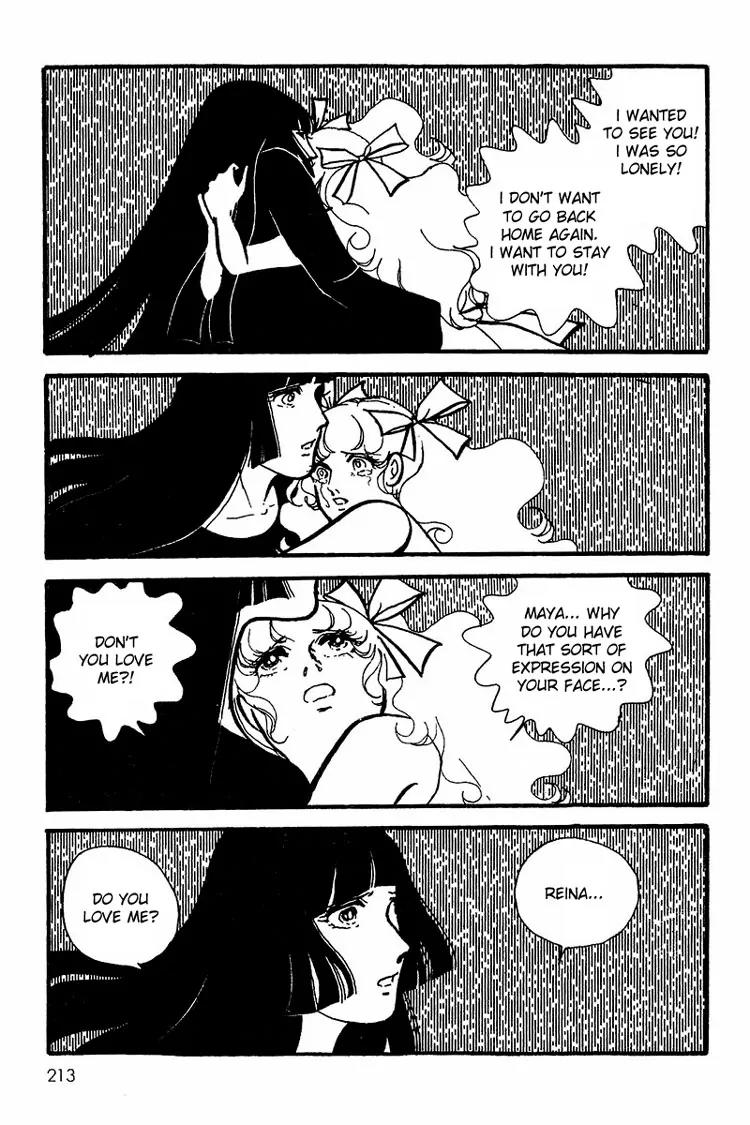 I WANTED
TO SEE YOU!
I WAS SO
LONELY!
I DON'T WANT
TO GO BACK
HOME AGAIN.
I WANT TO STAY
WITH YOU!
MAYA... WHY
DO YOU HAVE
THAT SORT OF
EXPRESSION ON
YOUR FACE...?
DON'T
YOU LOVE
ME?!
REINA...
DO YOU
LOVE ME?
213